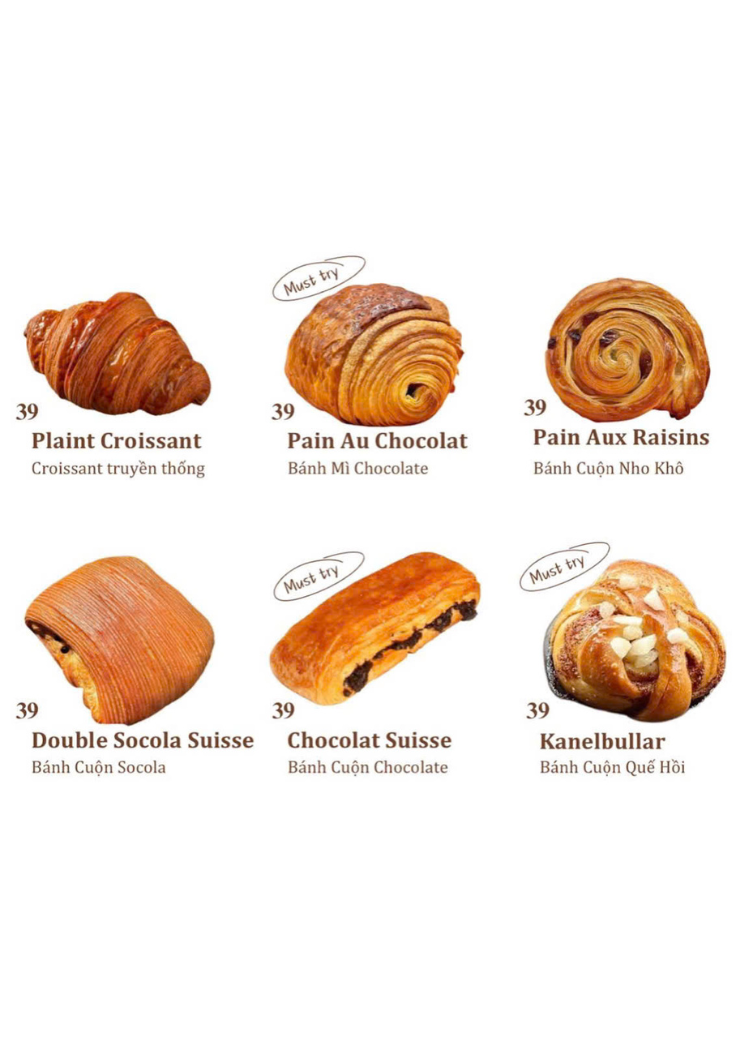 Must try
39
Plaint Croissant
Croissant truyền thống
39
Pain Au Chocolat
Bánh Mì Chocolate
39
Pain Aux Raisins
Bánh Cuộn Nho Khô
Must try
Must try
39
Double Socola Suisse
Bánh Cuộn Socola
39
Chocolat Suisse
Bánh Cuộn Chocolate
39
Kanelbullar
Bánh Cuộn Quế Hồi